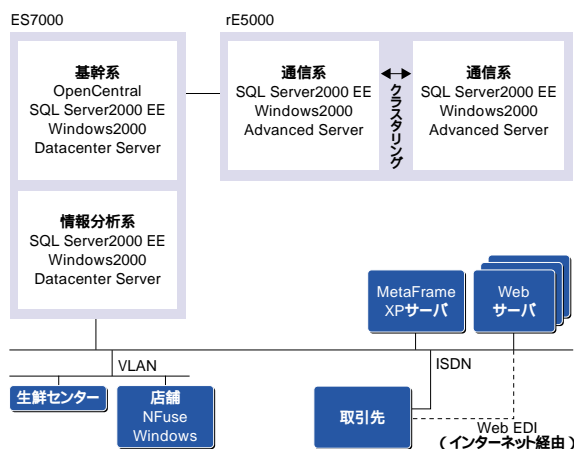 ES7000
rE5000
基幹系
OpenCentral
SQL Server2000 EE
Windows2000
Datacenter Server
情報分析系
SQL Server2000 EE
Windows2000
Datacenter Server
通信系
SQL Server2000 EE
Windows2000
Advanced Server
クラスタリング
通信系
SQL Server2000 EE
Windows2000
Advanced Server
MetaFrame
XPサーバ
Web
サーバ
VLAN
ISDN
生鮮センター
店舗
NFuse
Windows
取引先
Web EDI
(インターネット経由)